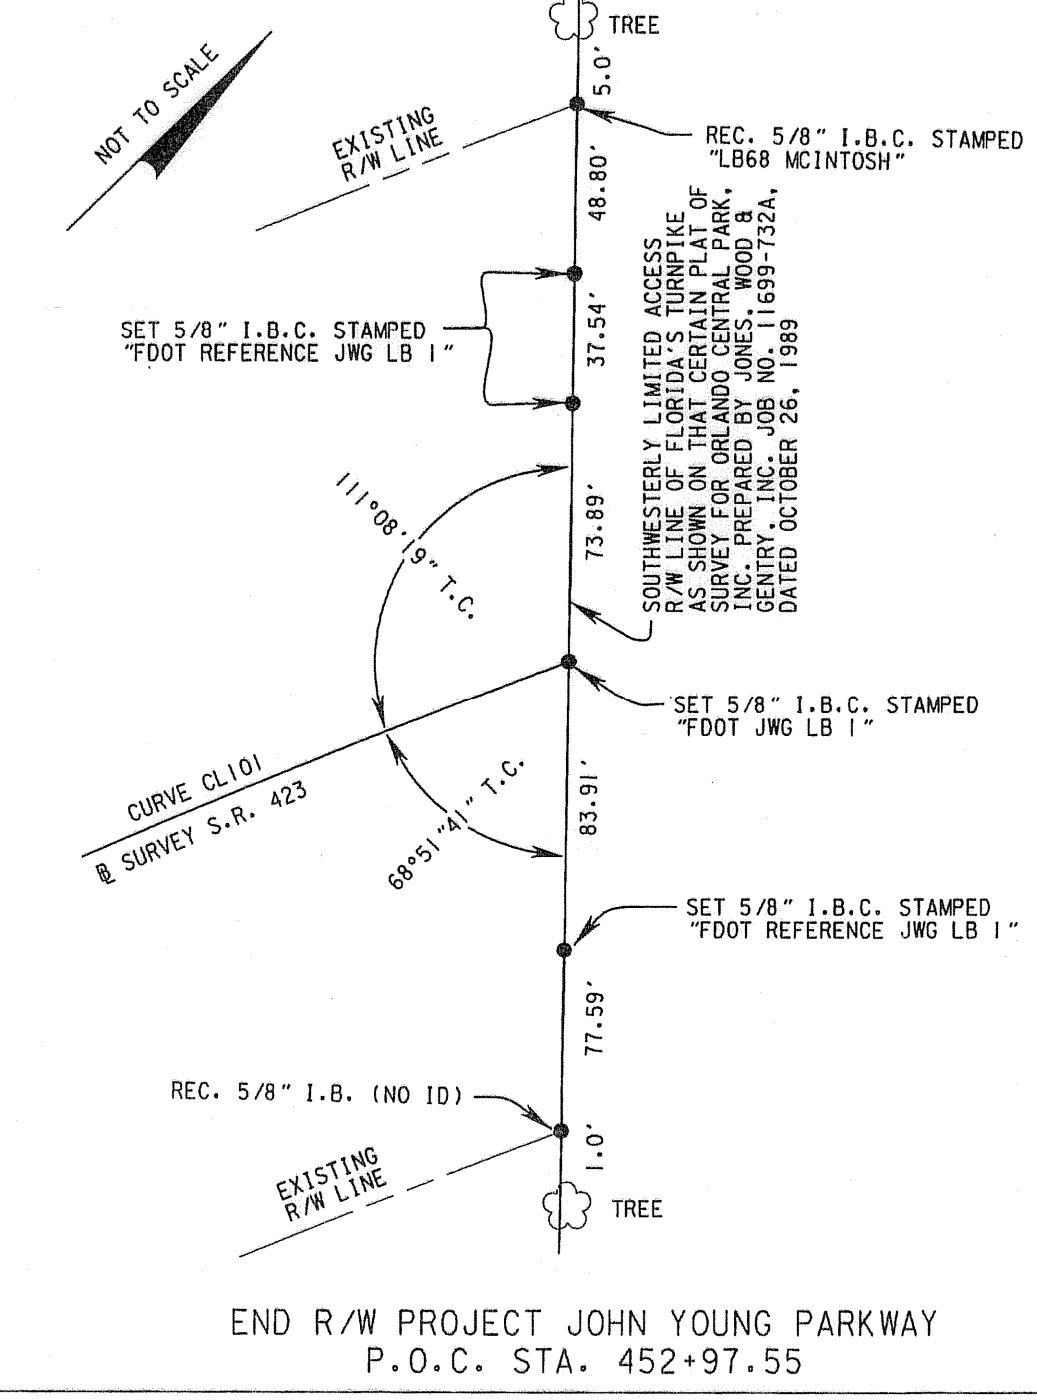 TREE
5.0'
NOT TO SCALE
EXISTING
R/W LINE
REC. 5/8" I.B.C. STAMPED
"LB68 MCINTOSH"
48.80'
SET 5/8" I.B.C. STAMPED
"FDOT REFERENCE JWG LB 1"
37.54'
SOUTHWESTERLY LIMITED ACCESS
R/W LINE OF FLORIDA'S TURNPIKE
AS SHOWN ON THAT CERTAIN PLAT OF
SURVEY FOR ORLANDO CENTRAL PARK,
INC. PREPARED BY JONES, WOOD &
GENTRY, INC. JOB NO. 11699-732A,
DATED OCTOBER 26, 1989
111°08'19" T.C.
73.89'
SET 5/8" I.B.C. STAMPED
"FDOT JWG LB 1"
CURVE CL101
℄ SURVEY S.R. 423
68°51"41" T.C.
83.91'
SET 5/8" I.B.C. STAMPED
"FDOT REFERENCE JWG LB 1"
77.59'
REC. 5/8" I.B. (NO ID)
1.0'
EXISTING
R/W LINE
TREE
END R/W PROJECT JOHN YOUNG PARKWAY
P.O.C. STA. 452+97.55